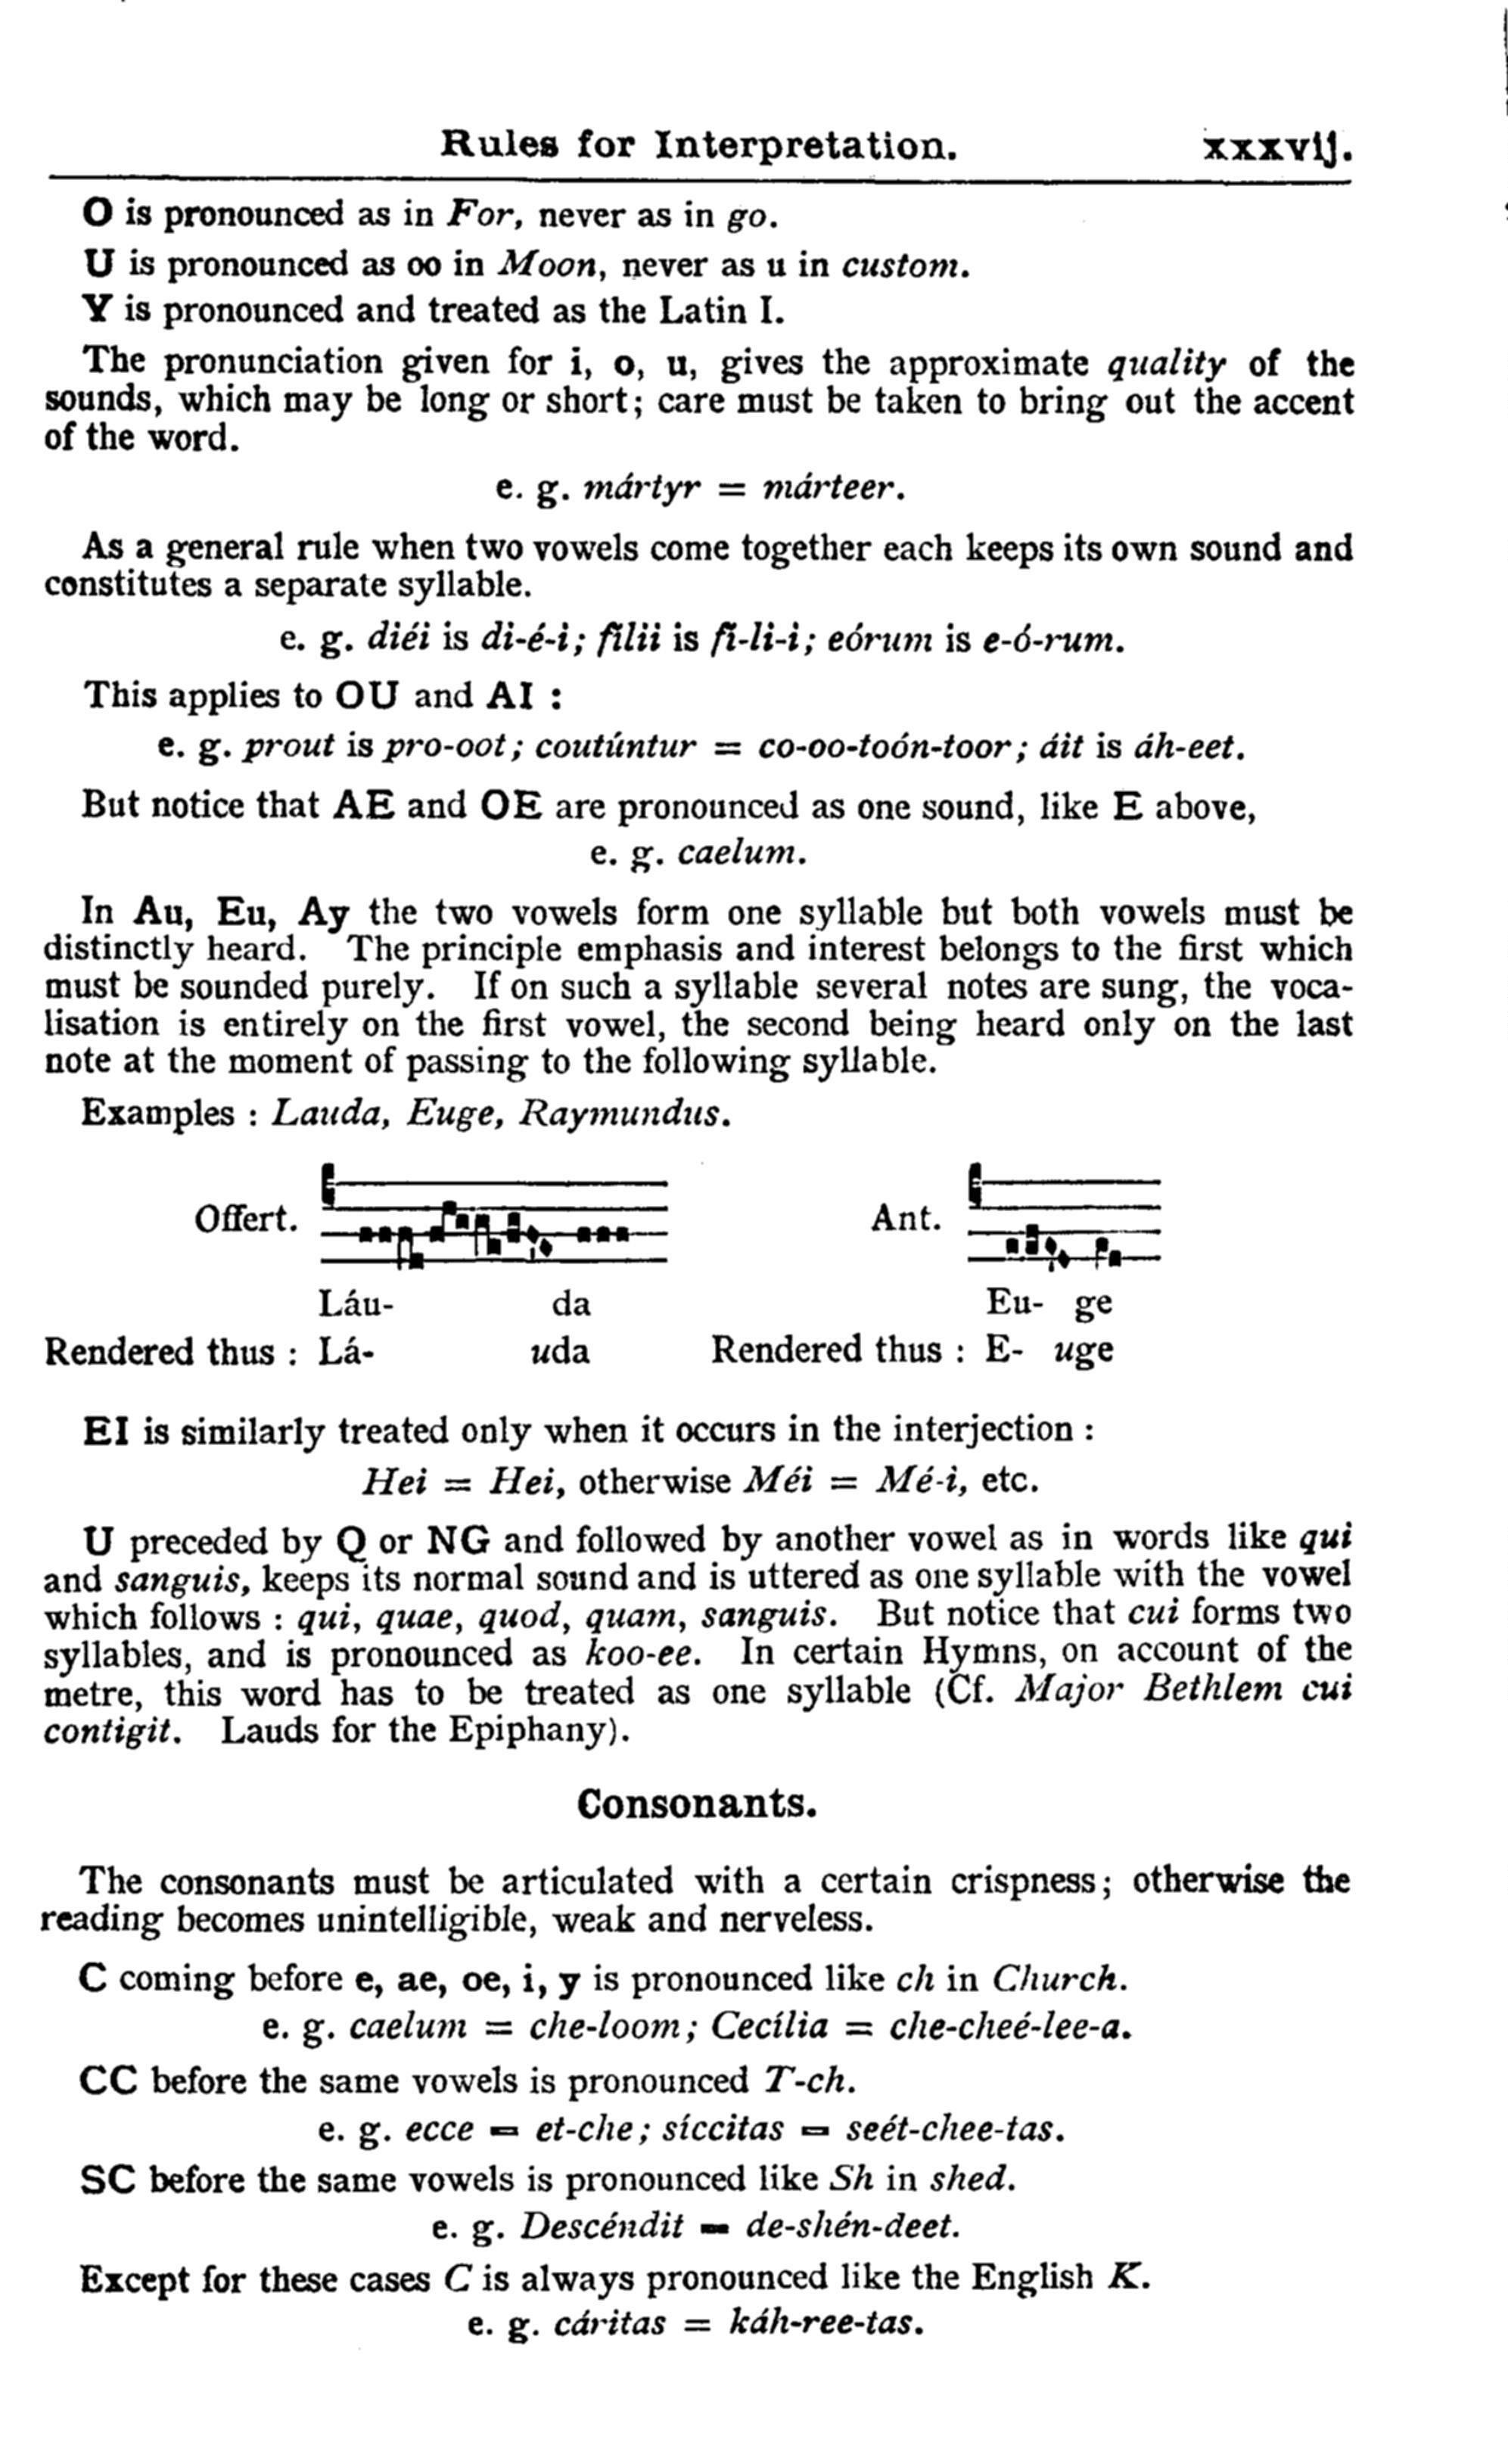 Rules for Interpretation. xxxvij.
O is pronounced as in For, never as in go.
U is pronounced as oo in Moon, never as u in custom.
Y is pronounced and treated as the Latin I.
The pronunciation given for i, o, u, gives the approximate quality of the
sounds, which may be long or short; care must be taken to bring out the accent
of the word.
e. g. mártyr = márteer.
As a general rule when two vowels come together each keeps its own sound and
constitutes a separate syllable.
e. g. diéi is di-é-i; fílii is fí-li-i; eórum is e-ó-rum.
This applies to OU and AI :
e. g. prout is pro-oot; coutúntur = co-oo-toón-toor; áit is áh-eet.
But notice that AE and OE are pronounced as one sound, like E above,
e. g. caelum.
In Au, Eu, Ay the two vowels form one syllable but both vowels must be
distinctly heard. The principle emphasis and interest belongs to the first which
must be sounded purely. If on such a syllable several notes are sung, the voca-
lisation is entirely on the first vowel, the second being heard only on the last
note at the moment of passing to the following syllable.
Examples : Lauda, Euge, Raymundus.
Offert. Ant.
Láu- da Eu- ge
Rendered thus : Lá- uda Rendered thus : E- uge
EI is similarly treated only when it occurs in the interjection :
Hei = Hei, otherwise Méi = Mé-i, etc.
U preceded by Q or NG and followed by another vowel as in words like qui
and sanguis, keeps its normal sound and is uttered as one syllable with the vowel
which follows : qui, quae, quod, quam, sanguis. But notice that cui forms two
syllables, and is pronounced as koo-ee. In certain Hymns, on account of the
metre, this word has to be treated as one syllable (Cf. Major Bethlem cui
contigit. Lauds for the Epiphany).
Consonants.
The consonants must be articulated with a certain crispness; otherwise the
reading becomes unintelligible, weak and nerveless.
C coming before e, ae, oe, i, y is pronounced like ch in Church.
e. g. caelum = che-loom; Cecília = che-cheé-lee-a.
CC before the same vowels is pronounced T-ch.
e. g. ecce = et-che; síccitas = seét-chee-tas.
SC before the same vowels is pronounced like Sh in shed.
e. g. Descéndit = de-shén-deet.
Except for these cases C is always pronounced like the English K.
e. g. cáritas = káh-ree-tas.